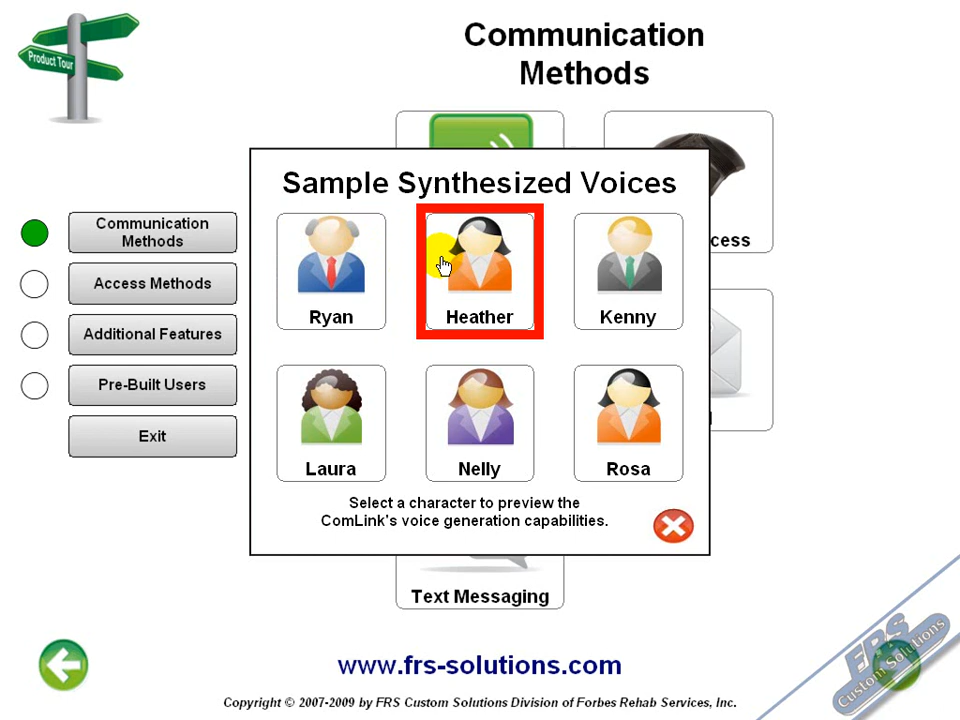 Product Tour
Communication
Methods
Communication
Methods
Access Methods
Additional Features
Pre-Built Users
Exit
Sample Synthesized Voices
Ryan
Heather
Kenny
Laura
Nelly
Rosa
Select a character to preview the
ComLink's voice generation capabilities.
Text Messaging
www.frs-solutions.com
Copyright © 2007-2009 by FRS Custom Solutions Division of Forbes Rehab Services, Inc.
FRS
Custom Solutions